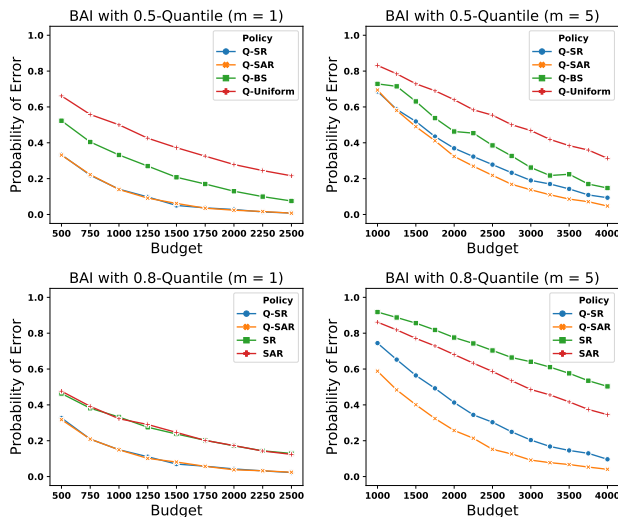 BAI with 0.5-Quantile (m = 1)
1.0
0.8
0.6
0.4
0.2
0.0
Probability of Error
Policy
Q-SR
Q-SAR
Q-BS
Q-Uniform
500 750 1000 1250 1500 1750 2000 2250 2500
Budget
BAI with 0.5-Quantile (m = 5)
1.0
0.8
0.6
0.4
0.2
0.0
Probability of Error
Policy
Q-SR
Q-SAR
Q-BS
Q-Uniform
1000 1500 2000 2500 3000 3500 4000
Budget
BAI with 0.8-Quantile (m = 1)
1.0
0.8
0.6
0.4
0.2
0.0
Probability of Error
Policy
Q-SR
Q-SAR
SR
SAR
500 750 1000 1250 1500 1750 2000 2250 2500
Budget
BAI with 0.8-Quantile (m = 5)
1.0
0.8
0.6
0.4
0.2
0.0
Probability of Error
Policy
Q-SR
Q-SAR
SR
SAR
1000 1500 2000 2500 3000 3500 4000
Budget